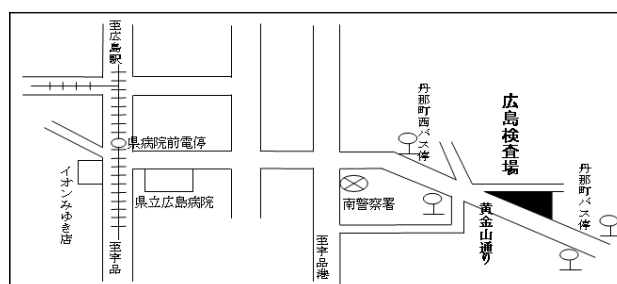 至広島駅
県病院前電停
イオンみゆき店
県立広島病院
至宇品
至宇品港
丹那町西バス停
南警察署
広島検査場
黄金山通り
丹那町バス停